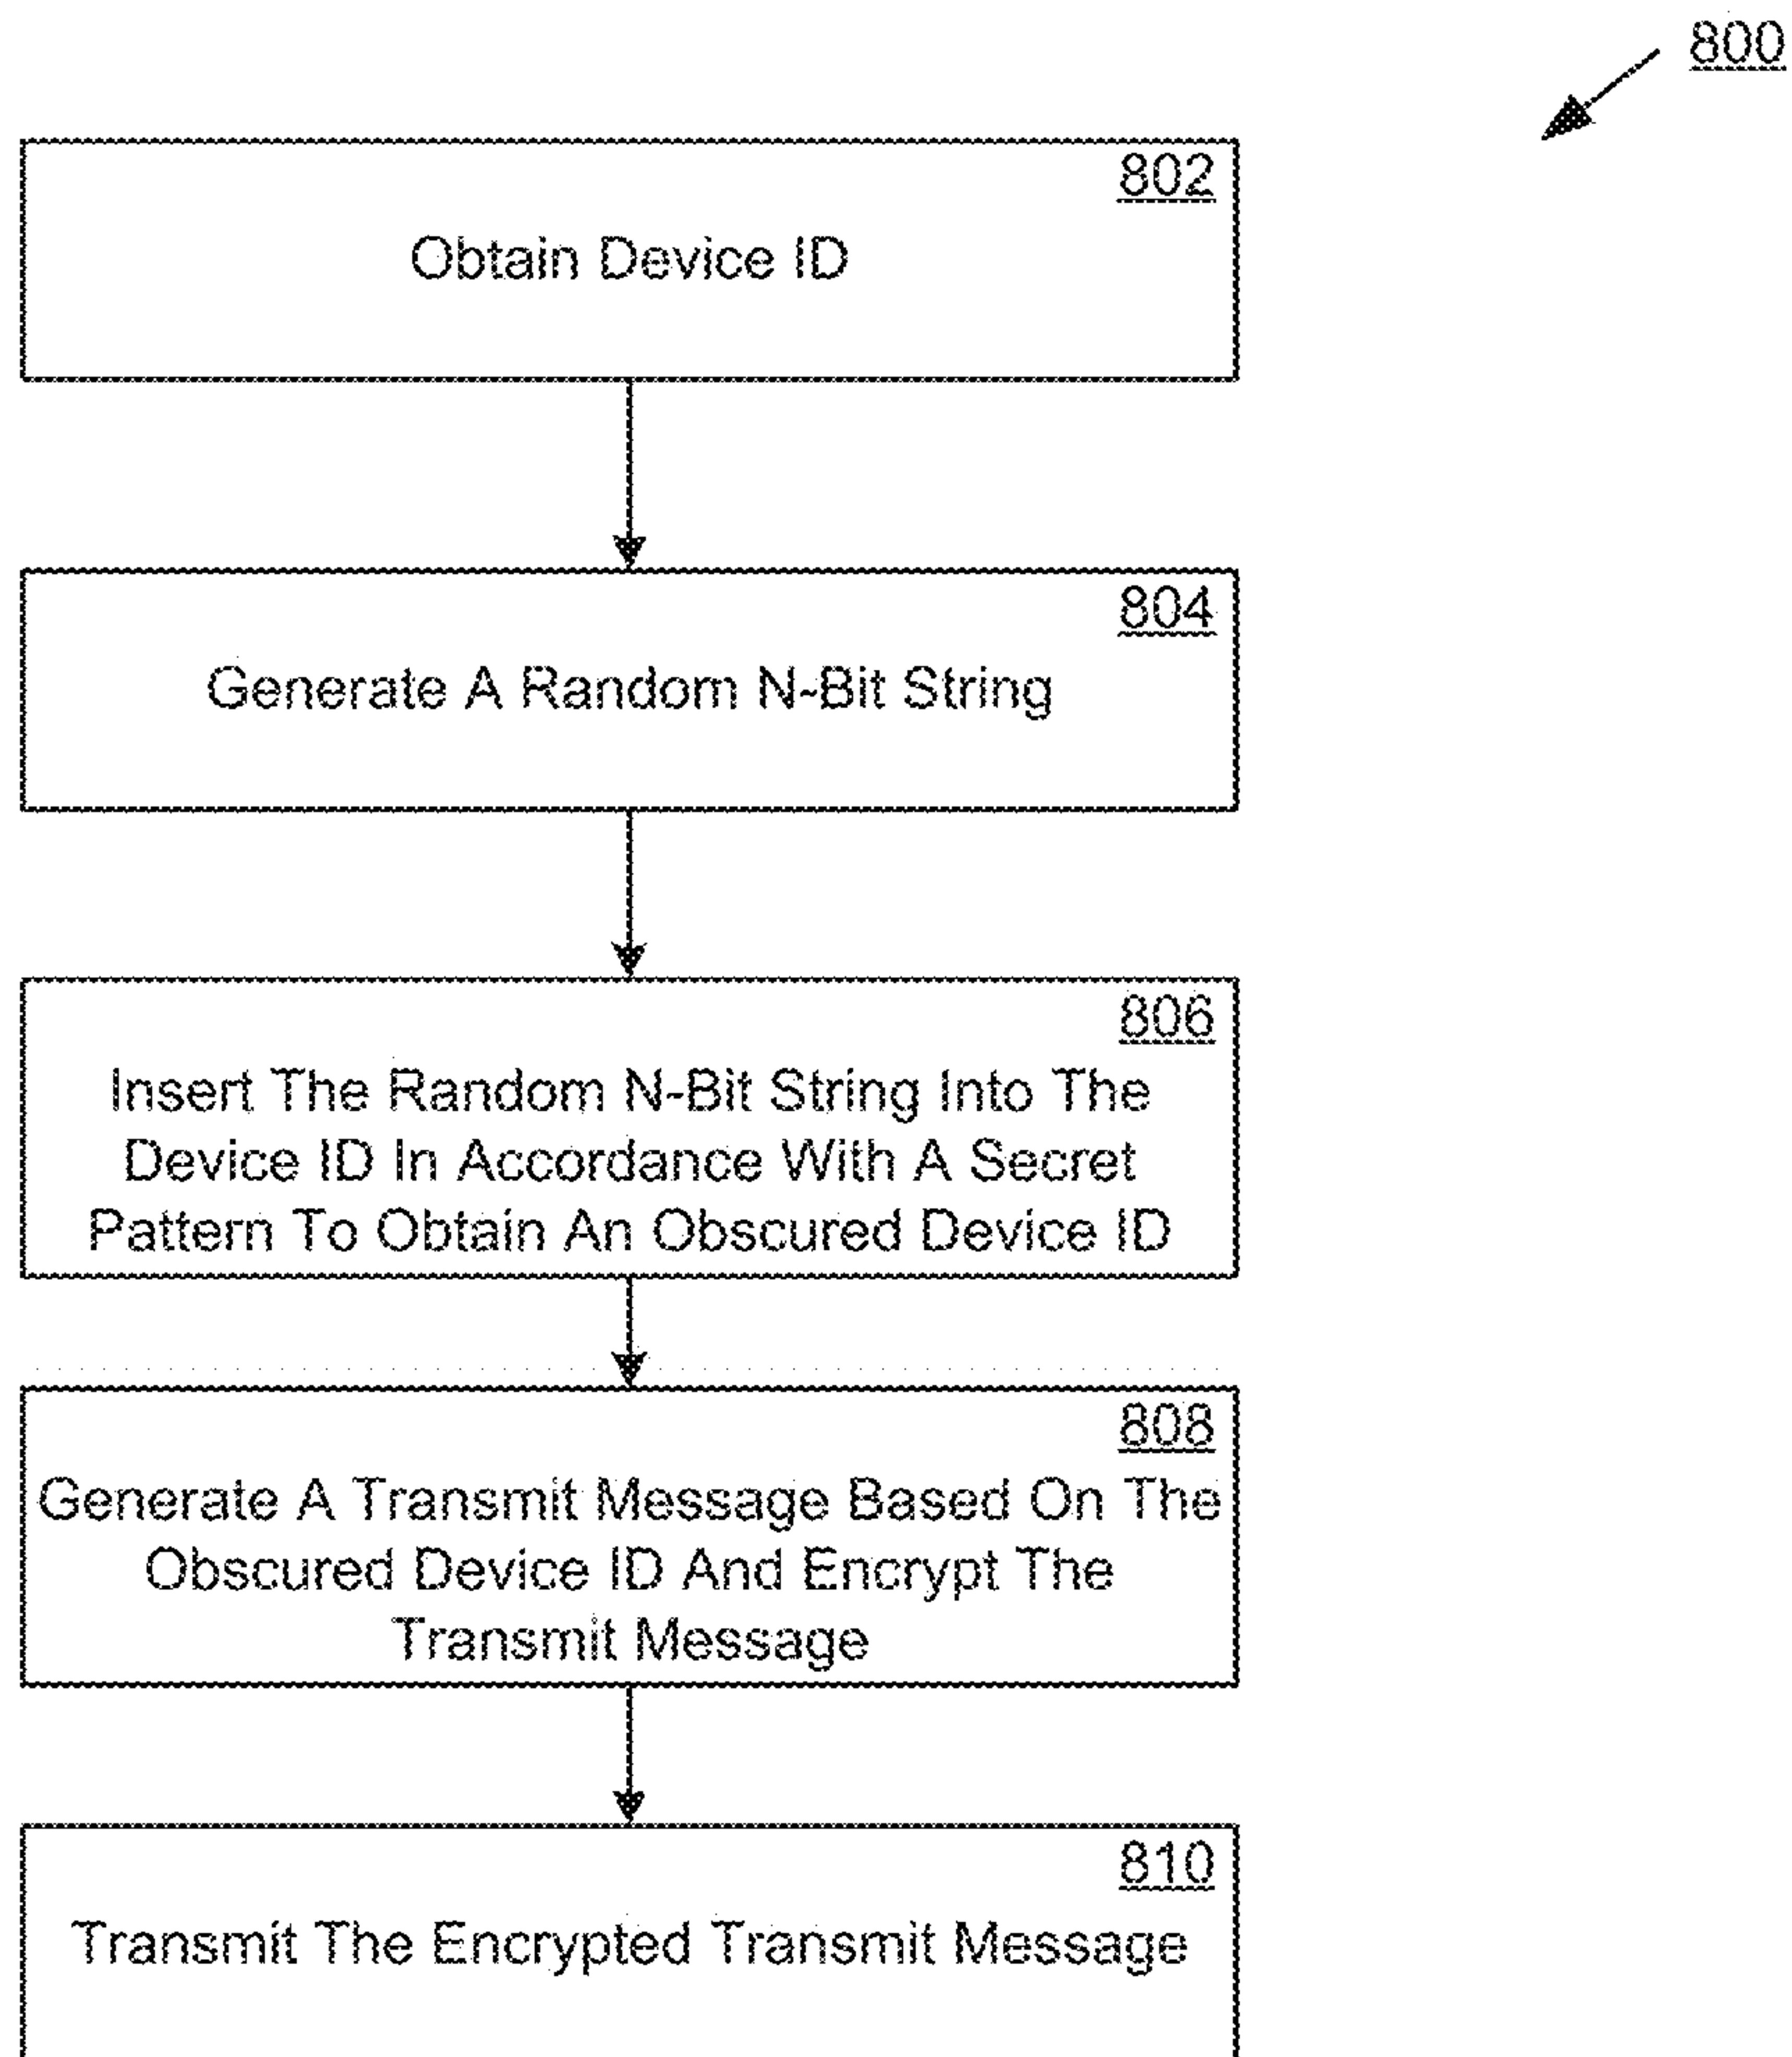 800
802
Obtain Device ID
804
Generate A Random N-Bit String
806
Insert The Random N-Bit String Into The
Device ID In Accordance With A Secret
Pattern To Obtain An Obscured Device ID
808
Generate A Transmit Message Based On The
Obscured Device ID And Encrypt The
Transmit Message
810
Transmit The Encrypted Transmit Message